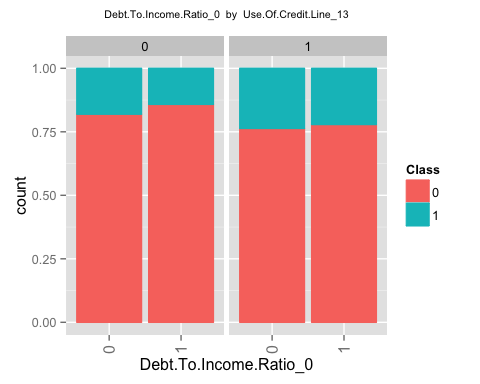 Debt.To.Income.Ratio_0 by Use.Of.Credit.Line_13
0 1
1.00
0.75
0.50
0.25
0.00
count
0 1 0 1
Debt.To.Income.Ratio_0
Class
0
1